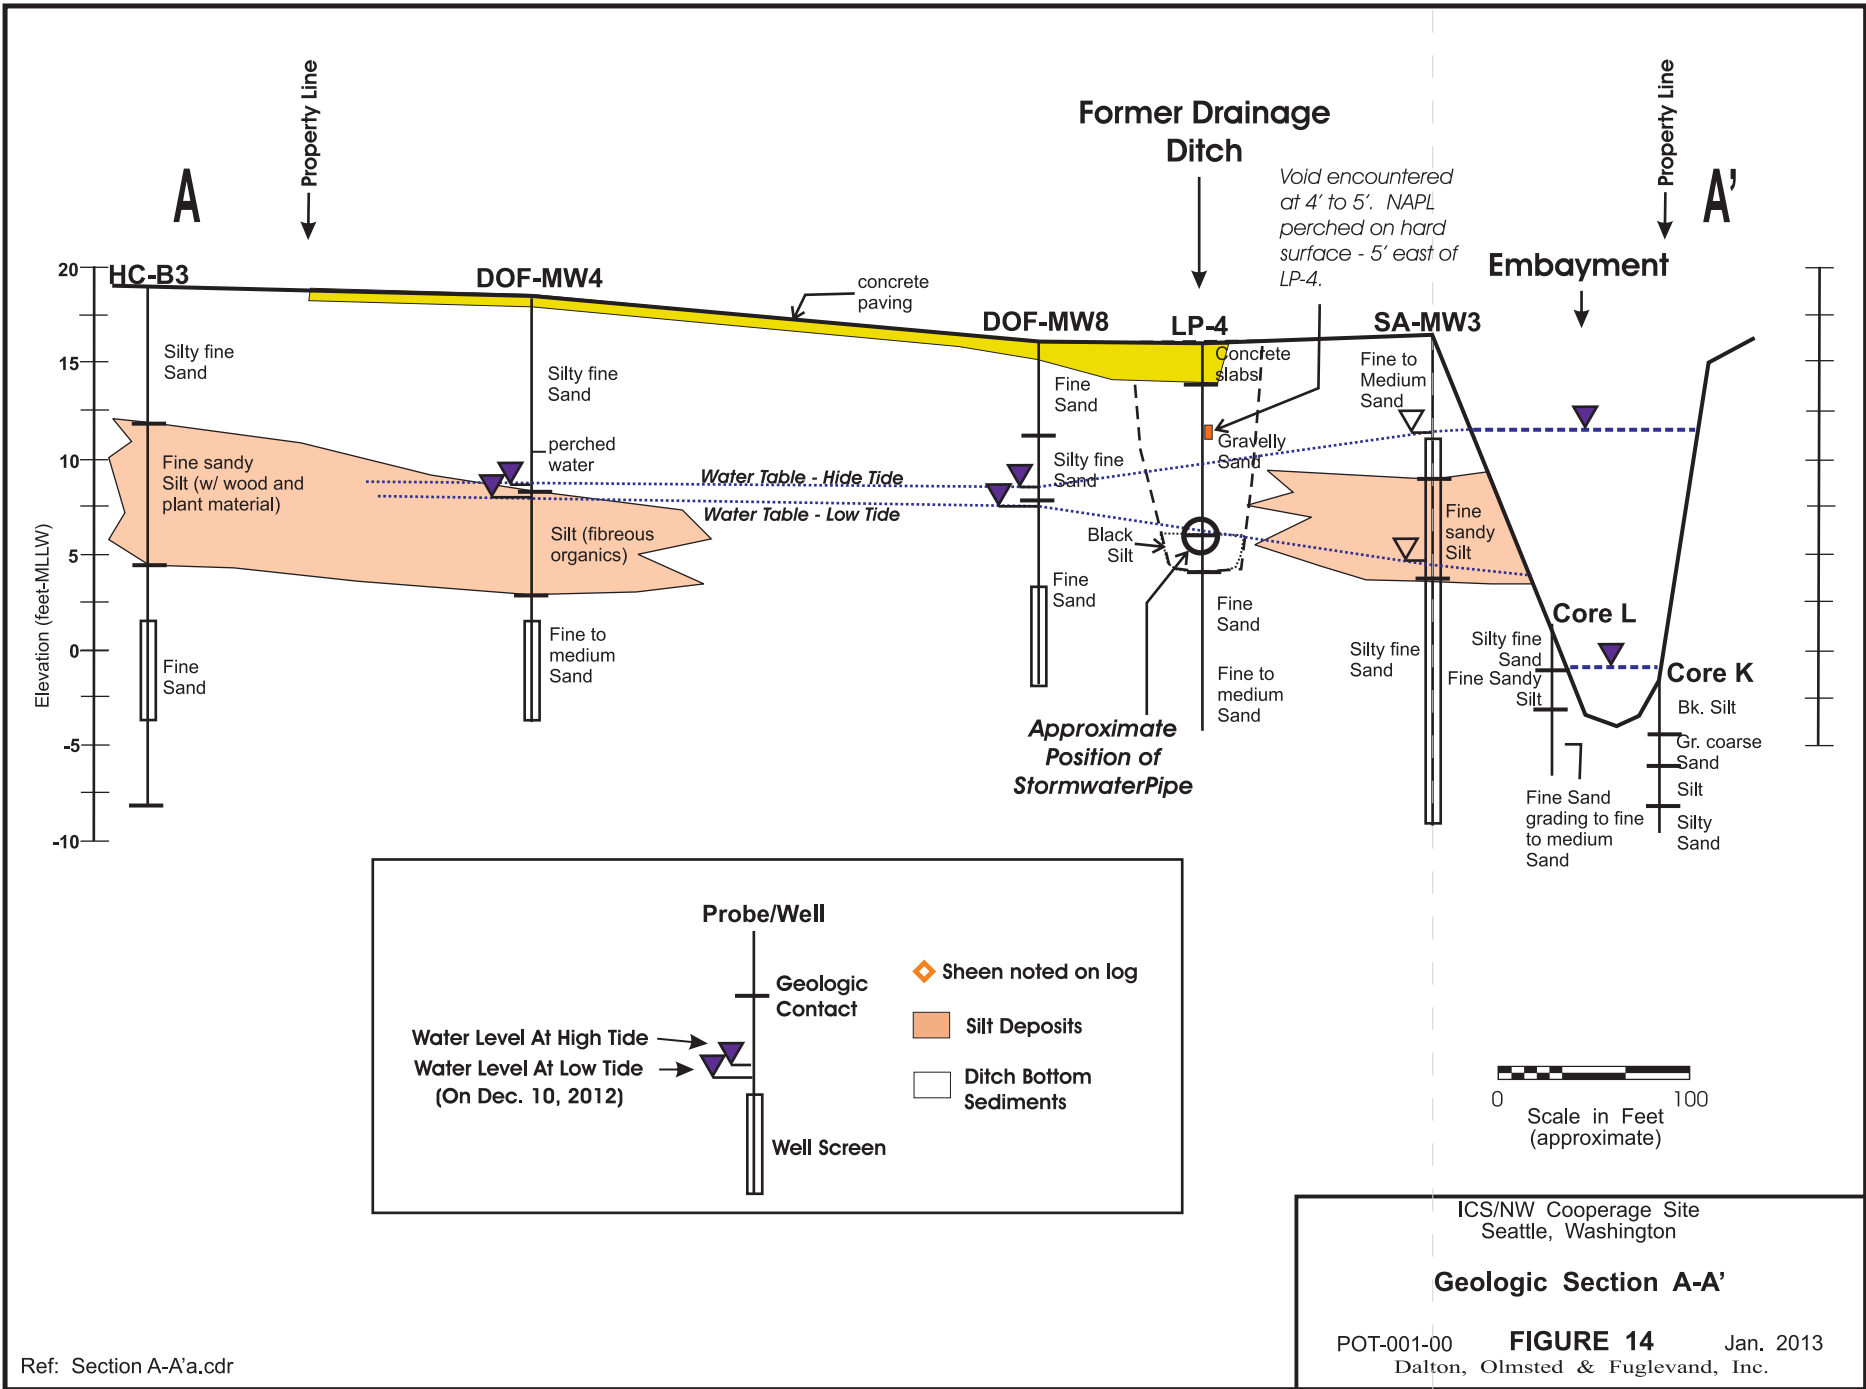 Property Line
A
Former Drainage
Ditch
Void encountered
at 4' to 5'. NAPL
perched on hard
surface - 5' east of
LP-4.
Property Line
A'
Embayment
HC-B3
DOF-MW4
concrete
paving
DOF-MW8
LP-4
SA-MW3
Elevation (feet-MLLW)
20
15
10
5
0
-5
-10
Silty fine
Sand
Fine sandy
Silt (w/ wood and
plant material)
Fine
Sand
Silty fine
Sand
perched
water
Silt (fibreous
organics)
Fine to
medium
Sand
Water Table - Hide Tide
Water Table - Low Tide
Fine
Sand
Silty fine
Sand
Fine
Sand
Concrete
slabs
Gravelly
Sand
Black
Silt
Fine
Sand
Fine to
medium
Sand
Approximate
Position of
StormwaterPipe
Fine to
Medium
Sand
Fine
sandy
Silt
Silty fine
Sand
Core L
Silty fine
Sand
Fine Sandy
Silt
Fine Sand
grading to fine
to medium
Sand
Core K
Bk. Silt
Gr. coarse
Sand
Silt
Silty
Sand
Probe/Well
Geologic
Contact
Water Level At High Tide
Water Level At Low Tide
(On Dec. 10, 2012)
Well Screen
Sheen noted on log
Silt Deposits
Ditch Bottom
Sediments
0 100
Scale in Feet
(approximate)
ICS/NW Cooperage Site
Seattle, Washington
Geologic Section A-A'
POT-001-00 FIGURE 14 Jan. 2013
Dalton, Olmsted & Fuglevand, Inc.
Ref: Section A-A'a.cdr